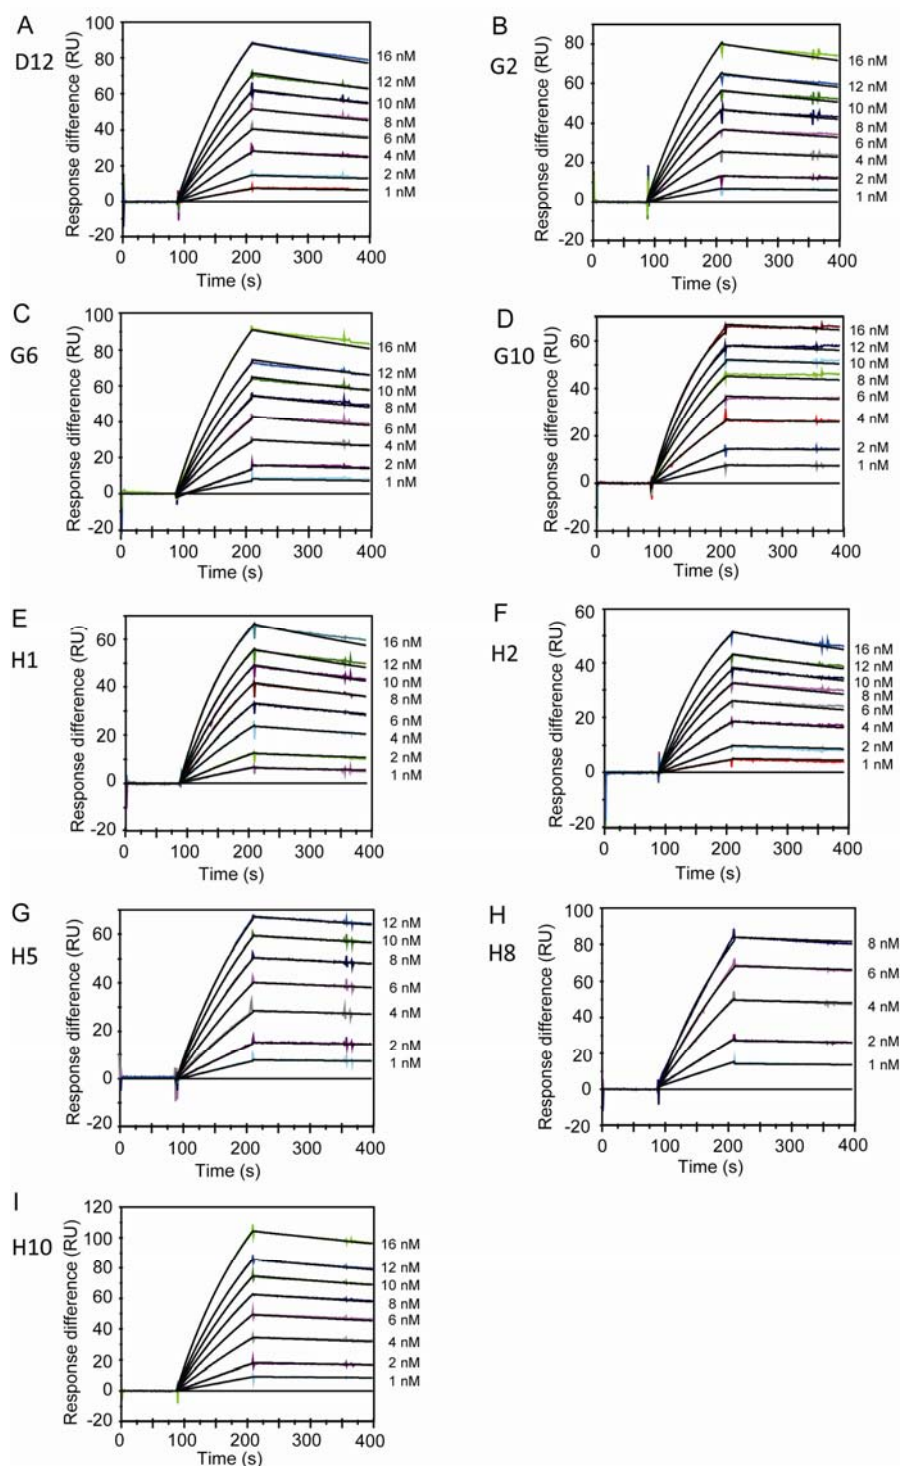 A
D12
Response difference (RU)
100
80
60
40
20
0
-20
0 100 200 300 400
Time (s)
16 nM
12 nM
10 nM
8 nM
6 nM
4 nM
2 nM
1 nM
B
G2
Response difference (RU)
80
60
40
20
0
-20
0 100 200 300 400
Time (s)
16 nM
12 nM
10 nM
8 nM
6 nM
4 nM
2 nM
1 nM
C
G6
Response difference (RU)
100
80
60
40
20
0
-20
0 100 200 300 400
Time (s)
16 nM
12 nM
10 nM
8 nM
6 nM
4 nM
2 nM
1 nM
D
G10
Response difference (RU)
60
40
20
0
-20
0 100 200 300 400
Time (s)
16 nM
12 nM
10 nM
8 nM
6 nM
4 nM
2 nM
1 nM
E
H1
Response difference (RU)
60
40
20
0
-20
0 100 200 300 400
Time (s)
16 nM
12 nM
10 nM
8 nM
6 nM
4 nM
2 nM
1 nM
F
H2
Response difference (RU)
60
40
20
0
-20
0 100 200 300 400
Time (s)
16 nM
12 nM
10 nM
8 nM
6 nM
4 nM
2 nM
1 nM
G
H5
Response difference (RU)
60
40
20
0
-20
0 100 200 300 400
Time (s)
12 nM
10 nM
8 nM
6 nM
4 nM
2 nM
1 nM
H
H8
Response difference (RU)
100
80
60
40
20
0
-20
0 100 200 300 400
Time (s)
8 nM
6 nM
4 nM
2 nM
1 nM
I
H10
Response difference (RU)
120
100
80
60
40
20
0
-20
0 100 200 300 400
Time (s)
16 nM
12 nM
10 nM
8 nM
6 nM
4 nM
2 nM
1 nM